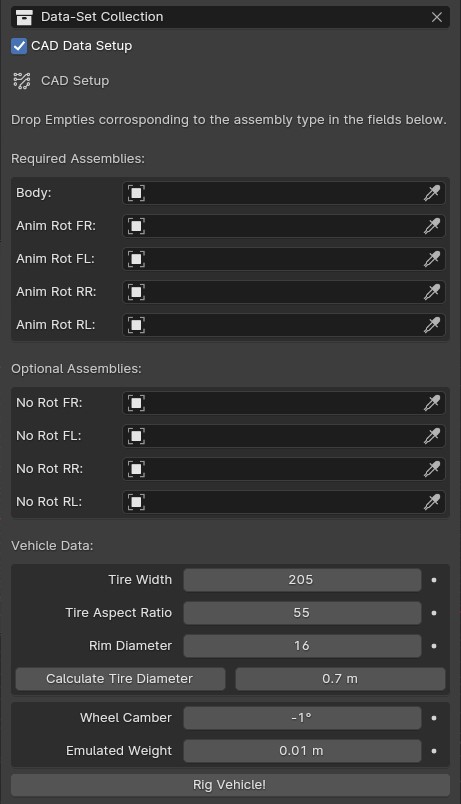 Data-Set Collection
CAD Data Setup
CAD Setup
Drop Empties corrosponding to the assembly type in the fields below.
Required Assemblies:
Body:
Anim Rot FR:
Anim Rot FL:
Anim Rot RR:
Anim Rot RL:
Optional Assemblies:
No Rot FR:
No Rot FL:
No Rot RR:
No Rot RL:
Vehicle Data:
Tire Width 205
Tire Aspect Ratio 55
Rim Diameter 16
Calculate Tire Diameter 0.7 m
Wheel Camber -1°
Emulated Weight 0.01 m
Rig Vehicle!